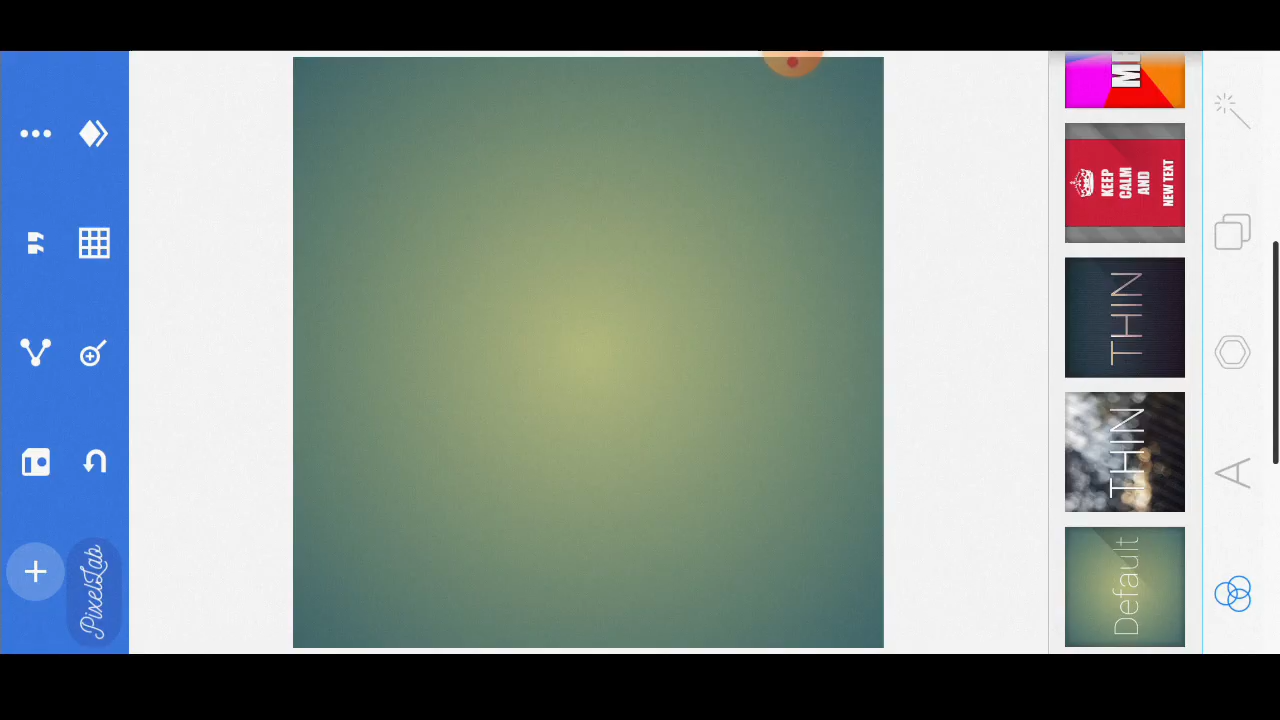 PixelLab
Default
THIN
THIN
KEEP
CALM
AND
NEW TEXT